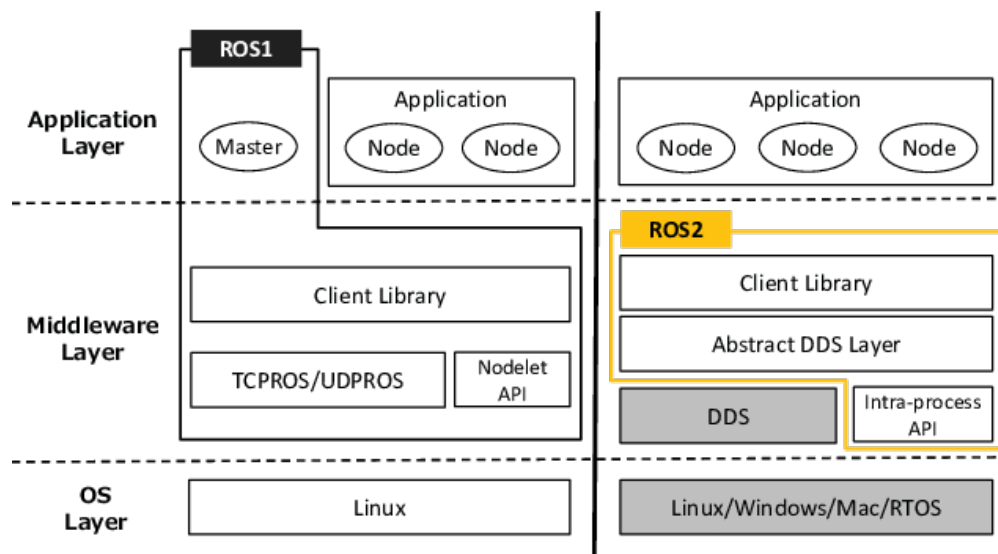 ROS1
Application
Layer
Master
Application
Node
Node
Application
Node
Node
Node
ROS2
Middleware
Layer
Client Library
TCPROS/UDPROS
Nodelet
API
Client Library
Abstract DDS Layer
DDS
Intra-process
API
OS
Layer
Linux
Linux/Windows/Mac/RTOS